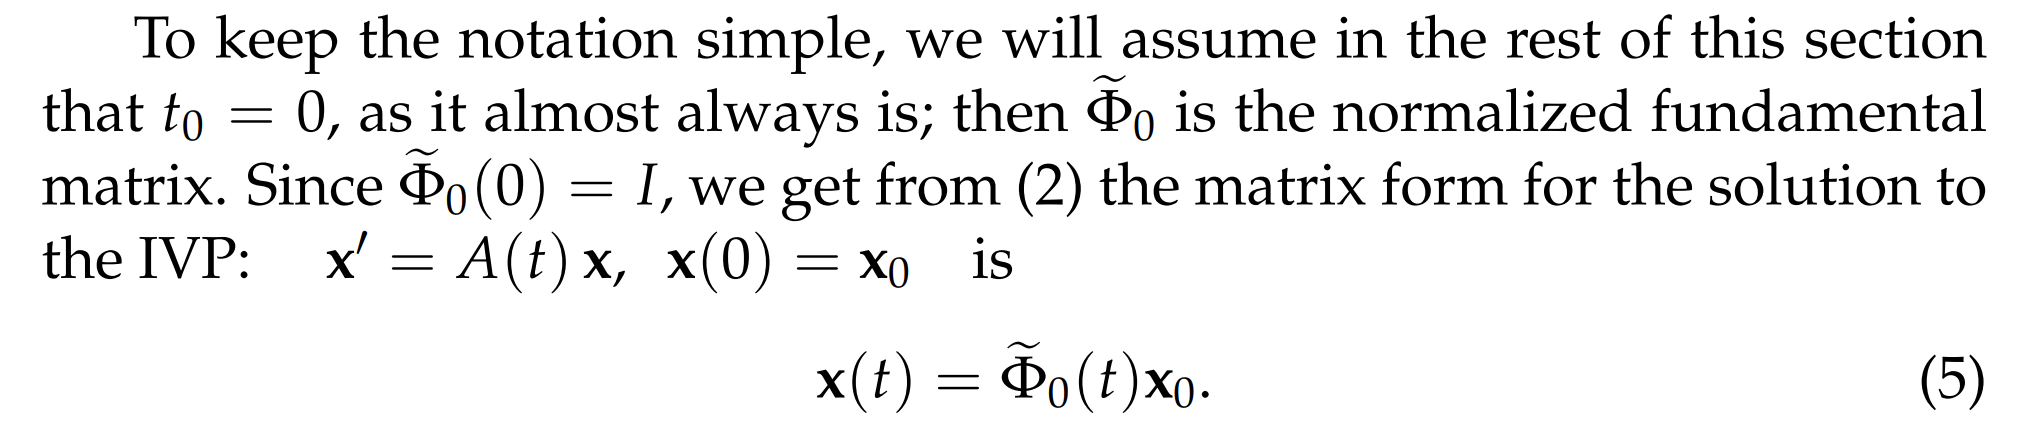 To keep the notation simple, we will assume in the rest of this section
that t₀ = 0, as it almost always is; then Φ̃₀ is the normalized fundamental
matrix. Since Φ̃₀(0) = I, we get from (2) the matrix form for the solution to
the IVP: x′ = A(t) x, x(0) = x₀ is
x(t) = Φ̃₀(t)x₀. (5)